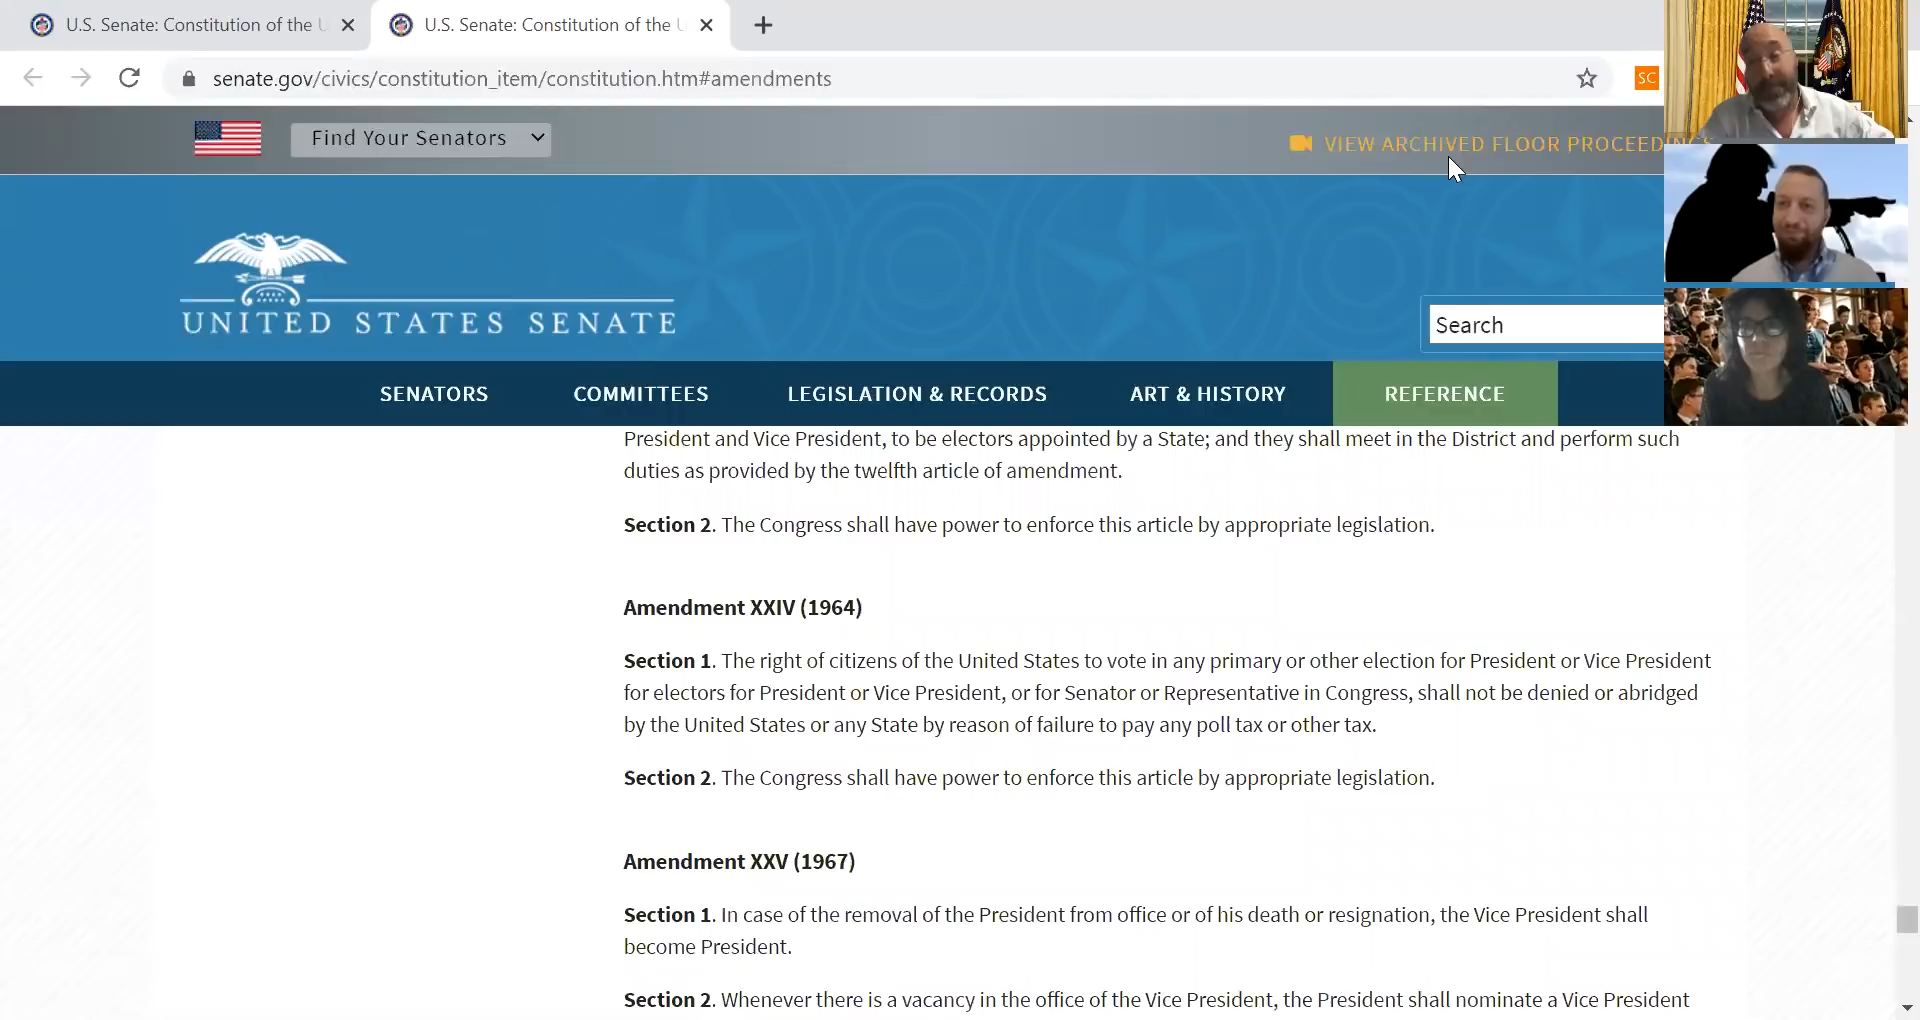 U.S. Senate: Constitution of the U
U.S. Senate: Constitution of the U
senate.gov/civics/constitution_item/constitution.htm#amendments
SC
Find Your Senators
VIEW ARCHIVED FLOOR PROCEEDINGS
UNITED STATES SENATE
Search
SENATORS COMMITTEES LEGISLATION & RECORDS ART & HISTORY REFERENCE
President and Vice President, to be electors appointed by a State; and they shall meet in the District and perform such
duties as provided by the twelfth article of amendment.
Section 2. The Congress shall have power to enforce this article by appropriate legislation.
Amendment XXIV (1964)
Section 1. The right of citizens of the United States to vote in any primary or other election for President or Vice President
for electors for President or Vice President, or for Senator or Representative in Congress, shall not be denied or abridged
by the United States or any State by reason of failure to pay any poll tax or other tax.
Section 2. The Congress shall have power to enforce this article by appropriate legislation.
Amendment XXV (1967)
Section 1. In case of the removal of the President from office or of his death or resignation, the Vice President shall
become President.
Section 2. Whenever there is a vacancy in the office of the Vice President, the President shall nominate a Vice President